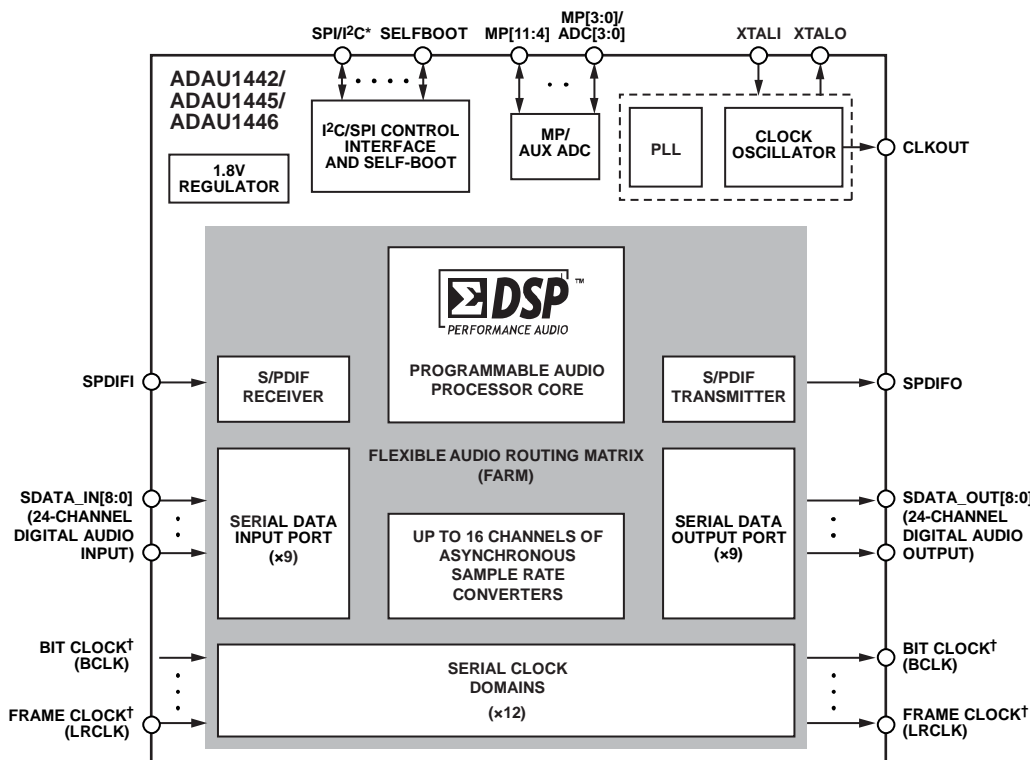 SPI/I²C* SELFBOOT MP[11:4] MP[3:0]/
ADC[3:0] XTALI XTALO
ADAU1442/
ADAU1445/
ADAU1446
1.8V
REGULATOR
I²C/SPI CONTROL
INTERFACE
AND SELF-BOOT
MP/
AUX ADC
PLL
CLOCK
OSCILLATOR
CLKOUT
ΣDSP™
PERFORMANCE AUDIO
PROGRAMMABLE AUDIO
PROCESSOR CORE
SPDIFI
S/PDIF
RECEIVER
S/PDIF
TRANSMITTER
SPDIFO
FLEXIBLE AUDIO ROUTING MATRIX
(FARM)
SDATA_IN[8:0]
(24-CHANNEL
DIGITAL AUDIO
INPUT)
SERIAL DATA
INPUT PORT
(×9)
UP TO 16 CHANNELS OF
ASYNCHRONOUS
SAMPLE RATE
CONVERTERS
SERIAL DATA
OUTPUT PORT
(×9)
SDATA_OUT[8:0]
(24-CHANNEL
DIGITAL AUDIO
OUTPUT)
BIT CLOCK†
(BCLK)
FRAME CLOCK†
(LRCLK)
SERIAL CLOCK
DOMAINS
(×12)
BIT CLOCK†
(BCLK)
FRAME CLOCK†
(LRCLK)